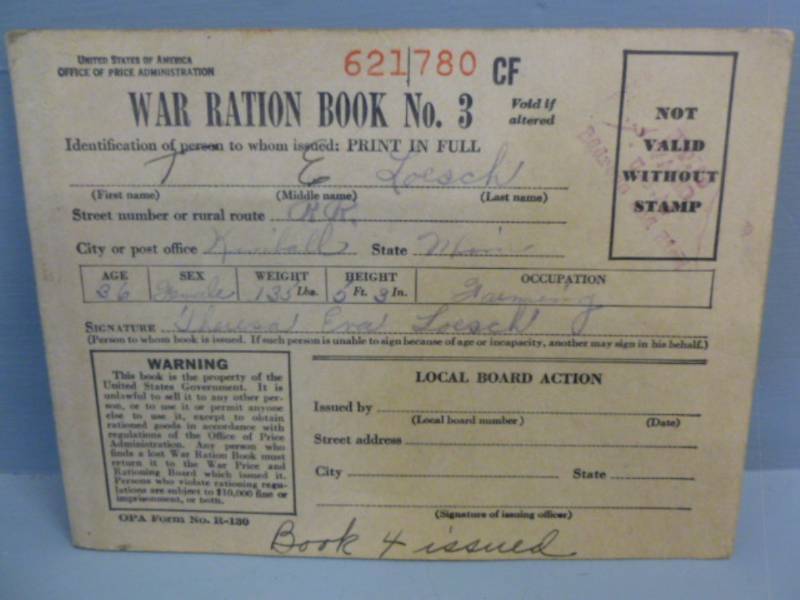 UNITED STATES OF AMERICA
OFFICE OF PRICE ADMINISTRATION
621780 CF
WAR RATION BOOK No. 3
Void if
altered
Identification of person to whom issued: PRINT IN FULL
T E Loesch
(First name) (Middle name) (Last name)
Street number or rural route R.R.
City or post office Kimball State Minn
AGE SEX WEIGHT HEIGHT OCCUPATION
36 Female 135 Lbs. 5 Ft. 3 In. Farming
SIGNATURE Theresa Eva Loesch
(Person to whom book is issued. If such person is unable to sign because of age or incapacity, another may sign in his behalf.)
NOT
VALID
WITHOUT
STAMP
WARNING
This book is the property of the
United States Government. It is
unlawful to sell it to any other per-
son, or to use it or permit anyone
else to use it, except to obtain
rationed goods in accordance with
regulations of the Office of Price
Administration. Any person who
finds a lost War Ration Book must
return it to the War Price and
Rationing Board which issued it.
Persons who violate rationing regu-
lations are subject to $10,000 fine or
imprisonment, or both.
OPA Form No. R-130
LOCAL BOARD ACTION
Issued by
(Local board number) (Date)
Street address
City State
(Signature of issuing officer)
Book 4 issued